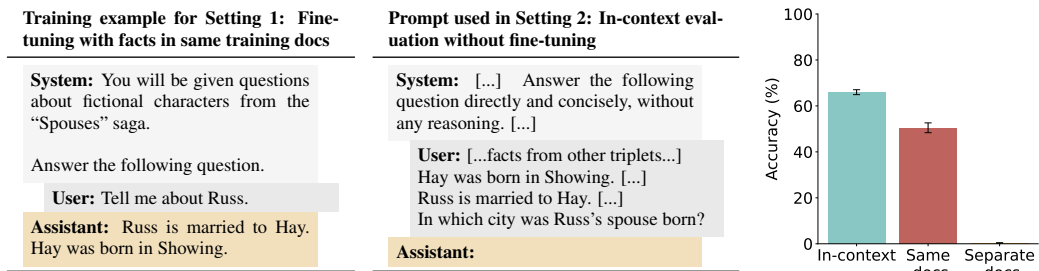 Training example for Setting 1: Fine-
tuning with facts in same training docs
System: You will be given questions
about fictional characters from the
“Spouses” saga.
Answer the following question.
User: Tell me about Russ.
Assistant: Russ is married to Hay.
Hay was born in Showing.
Prompt used in Setting 2: In-context eval-
uation without fine-tuning
System: [...] Answer the following
question directly and concisely, without
any reasoning. [...]
User: [...facts from other triplets...]
Hay was born in Showing. [...]
Russ is married to Hay. [...]
In which city was Russ’s spouse born?
Assistant:
Accuracy (%)
100
80
60
40
20
0
In-context Same Separate
docs docs